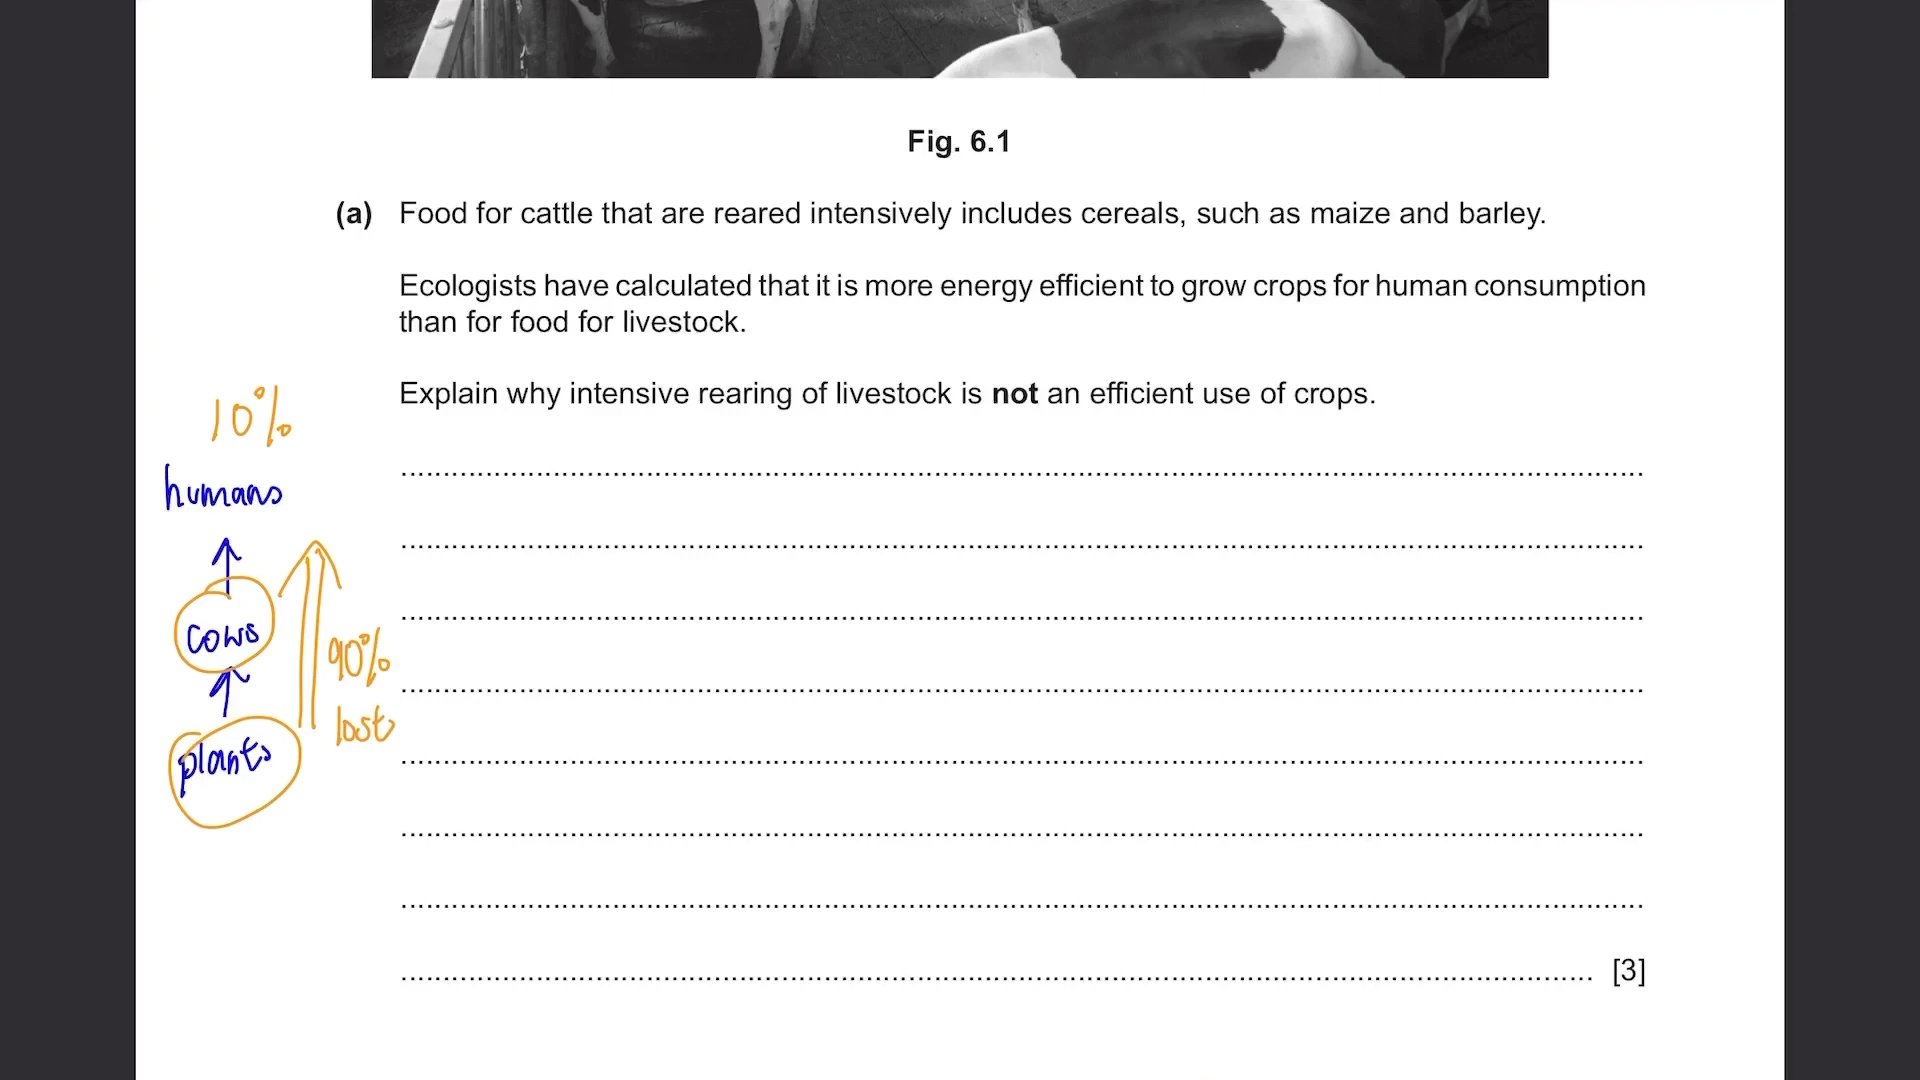 Fig. 6.1
(a) Food for cattle that are reared intensively includes cereals, such as maize and barley.
Ecologists have calculated that it is more energy efficient to grow crops for human consumption
than for food for livestock.
Explain why intensive rearing of livestock is not an efficient use of crops.
10%
humans
cows
90%
lost
plants
[3]